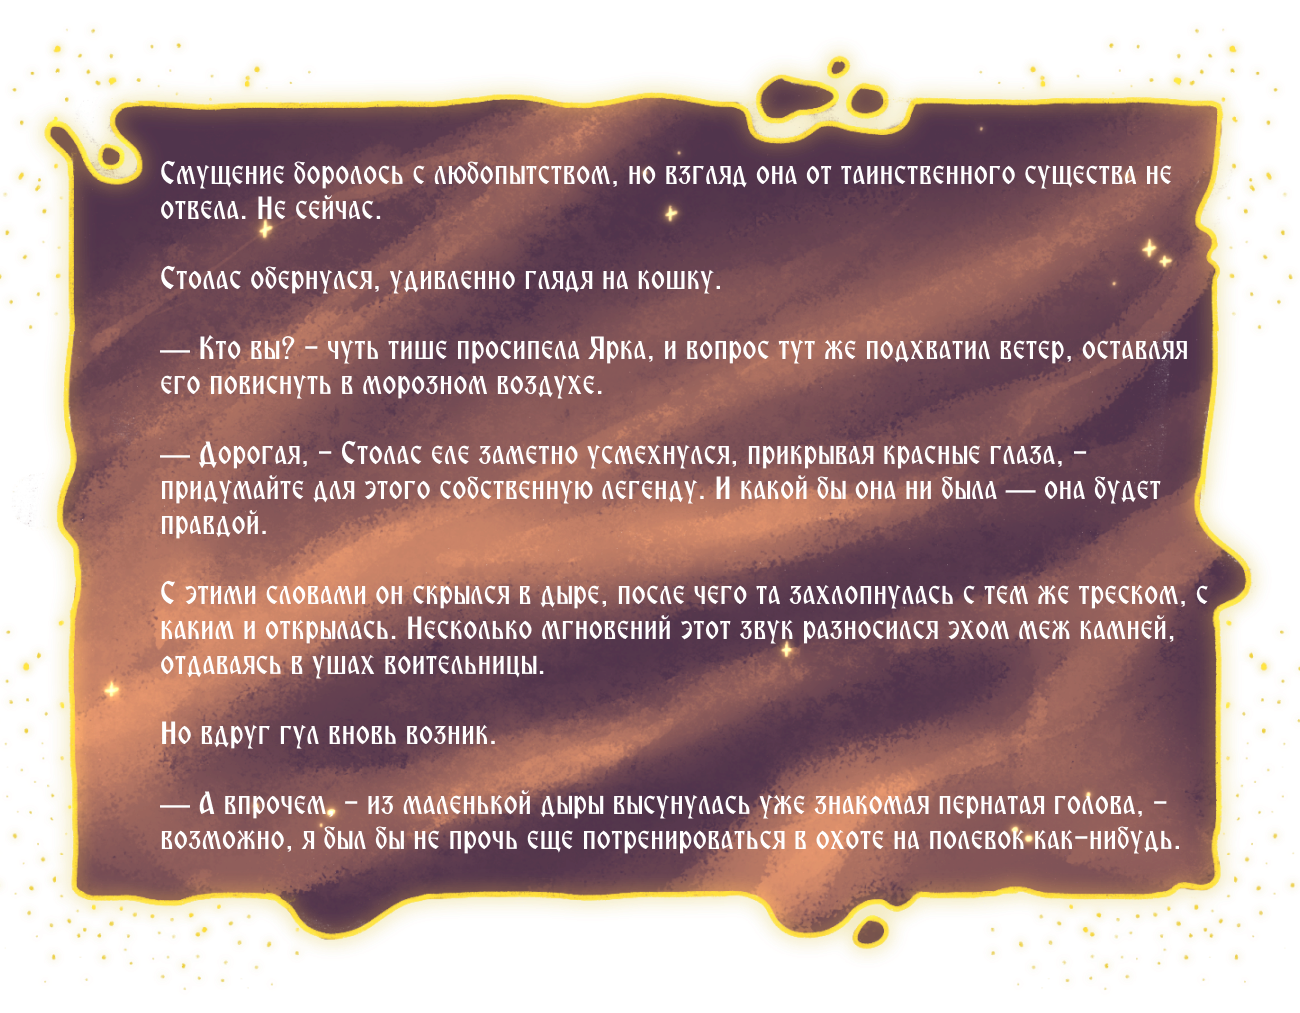 Смущение боролось с любопытством, но взгляд она от таинственного существа не
отвела. Не сейчас.
Столас обернулся, удивленно глядя на кошку.
— Кто вы? – чуть тише просипела Ярка, и вопрос тут же подхватил ветер, оставляя
его повиснуть в морозном воздухе.
— Дорогая, – Столас еле заметно усмехнулся, прикрывая красные глаза, –
придумайте для этого собственную легенду. И какой бы она ни была — она будет
правдой.
С этими словами он скрылся в дыре, после чего та захлопнулась с тем же треском, с
каким и открылась. Несколько мгновений этот звук разносился эхом меж камней,
отдаваясь в ушах воительницы.
Но вдруг гул вновь возник.
— А впрочем, – из маленькой дыры высунулась уже знакомая пернатая голова, –
возможно, я был бы не прочь еще потренироваться в охоте на полевок как-нибудь.